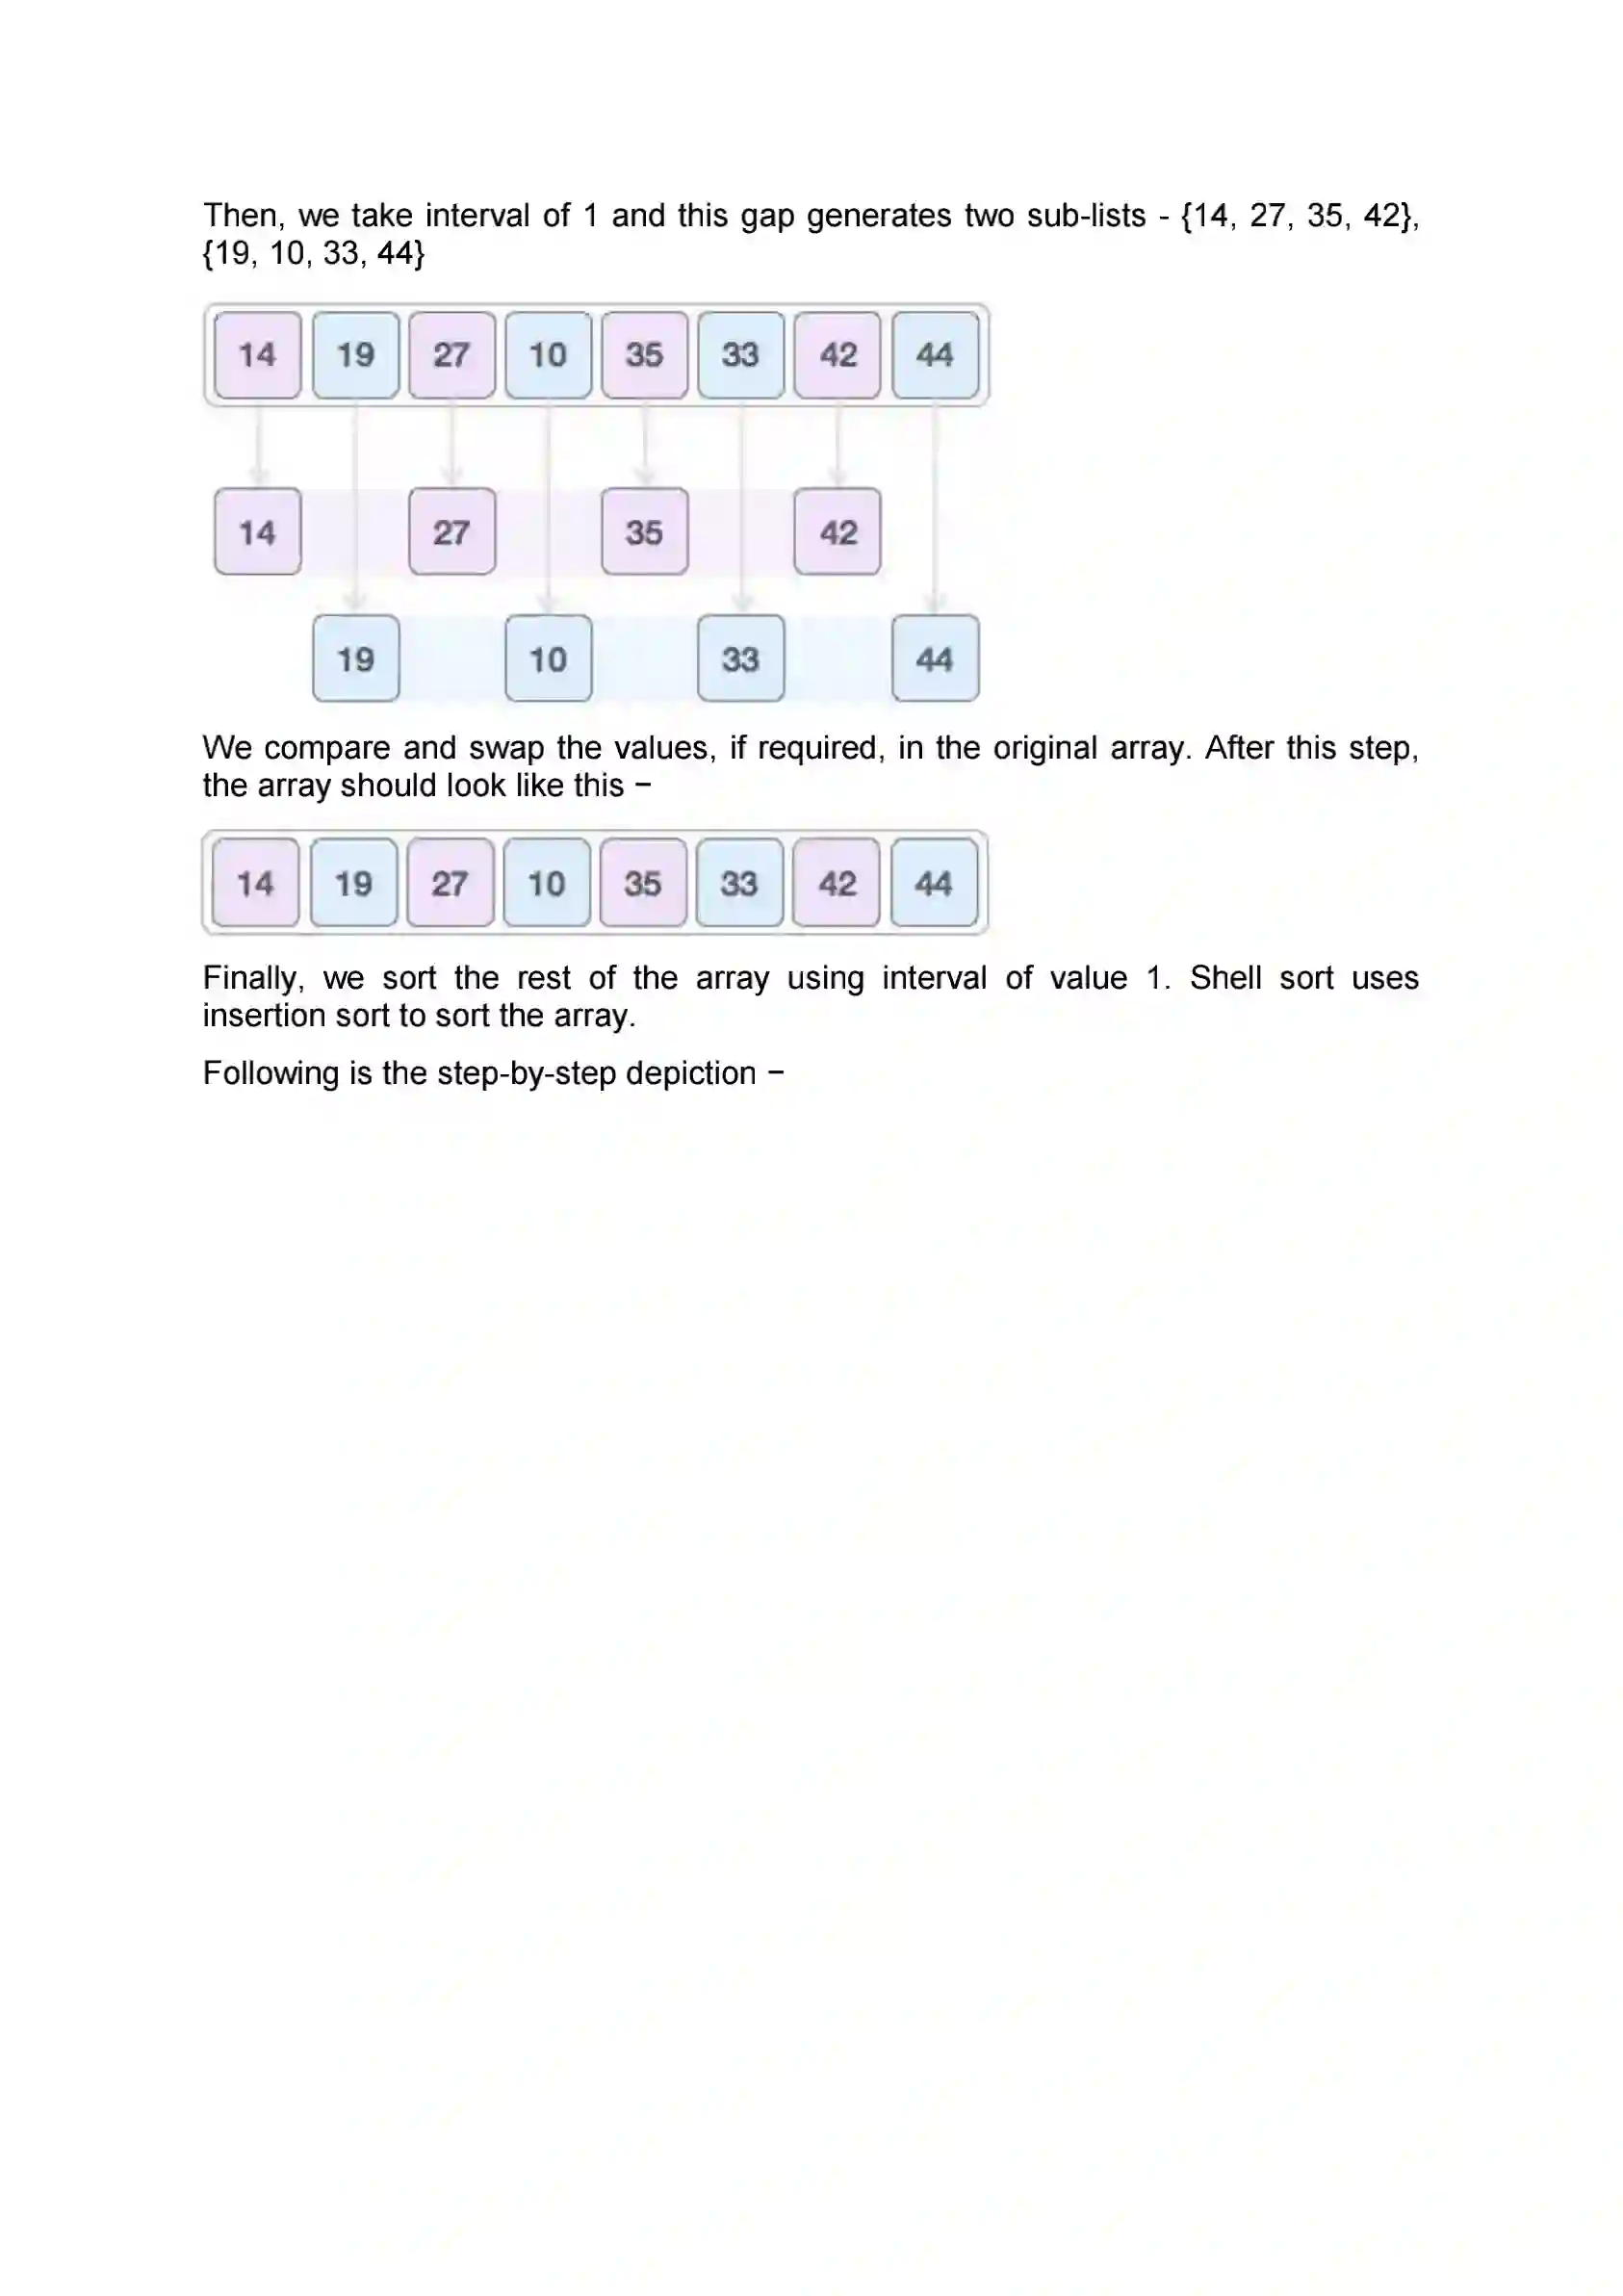 Then, we take interval of 1 and this gap generates two sub-lists - {14, 27, 35, 42},
{19, 10, 33, 44}
14 19 27 10 35 33 42 44
14 27 35 42
19 10 33 44
We compare and swap the values, if required, in the original array. After this step,
the array should look like this −
14 19 27 10 35 33 42 44
Finally, we sort the rest of the array using interval of value 1. Shell sort uses
insertion sort to sort the array.
Following is the step-by-step depiction −